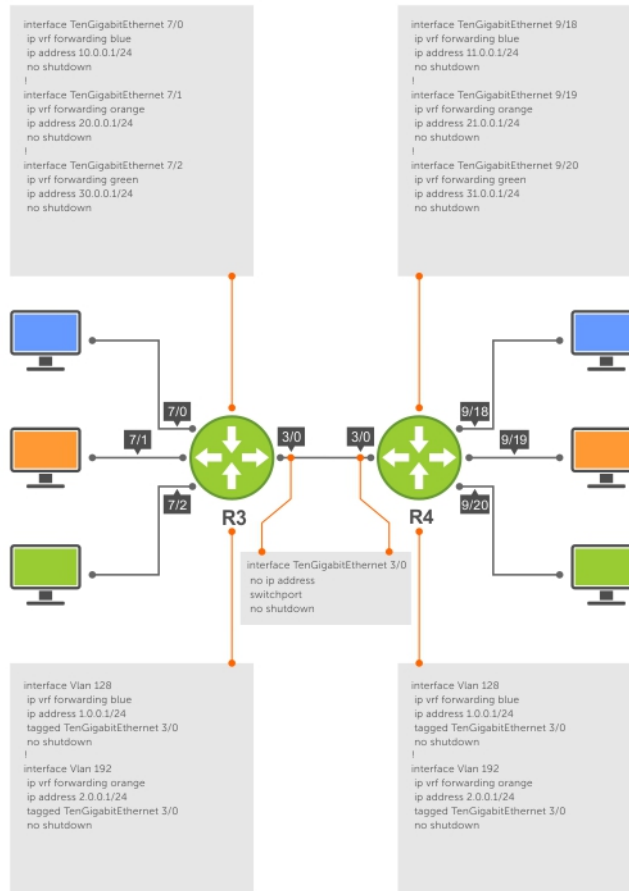 interface TenGigabitEthernet 7/0
ip vrf forwarding blue
ip address 10.0.0.1/24
no shutdown
!
interface TenGigabitEthernet 7/1
ip vrf forwarding orange
ip address 20.0.0.1/24
no shutdown
!
interface TenGigabitEthernet 7/2
ip vrf forwarding green
ip address 30.0.0.1/24
no shutdown
interface TenGigabitEthernet 9/18
ip vrf forwarding blue
ip address 11.0.0.1/24
no shutdown
!
interface TenGigabitEthernet 9/19
ip vrf forwarding orange
ip address 21.0.0.1/24
no shutdown
!
interface TenGigabitEthernet 9/20
ip vrf forwarding green
ip address 31.0.0.1/24
no shutdown
7/0
7/1
7/2
3/0
3/0
9/18
9/19
9/20
R3
R4
interface TenGigabitEthernet 3/0
no ip address
switchport
no shutdown
interface Vlan 128
ip vrf forwarding blue
ip address 1.0.0.1/24
tagged TenGigabitEthernet 3/0
no shutdown
!
interface Vlan 192
ip vrf forwarding orange
ip address 2.0.0.1/24
tagged TenGigabitEthernet 3/0
no shutdown
interface Vlan 128
ip vrf forwarding blue
ip address 1.0.0.1/24
tagged TenGigabitEthernet 3/0
no shutdown
!
interface Vlan 192
ip vrf forwarding orange
ip address 2.0.0.1/24
tagged TenGigabitEthernet 3/0
no shutdown